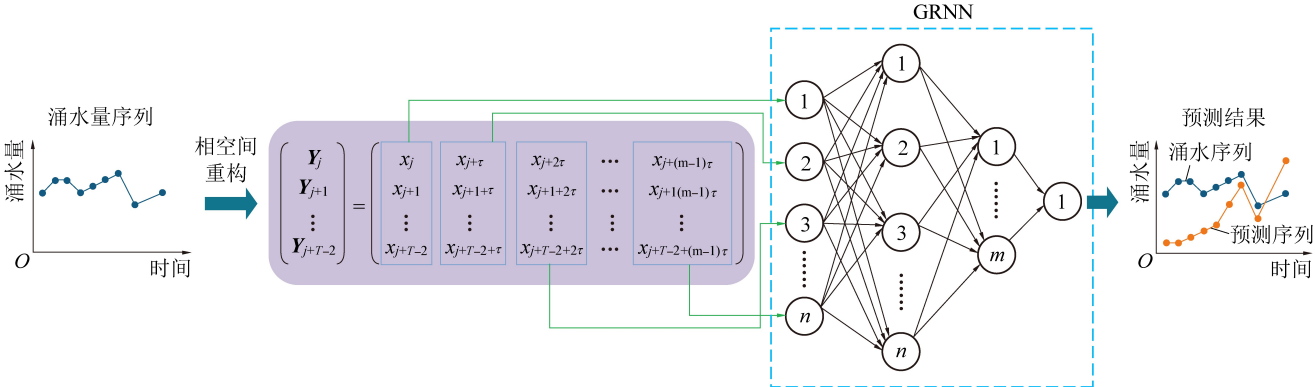 GRNN
涌水量序列
涌水量
O
时间
相空间
重构
Y_j
Y_{j+1}
⋮
Y_{j+T−2}
=
x_j x_{j+τ} x_{j+2τ} ⋯ x_{j+(m−1)τ}
x_{j+1} x_{j+1+τ} x_{j+1+2τ} ⋯ x_{j+1(m−1)τ}
⋮ ⋮ ⋮ ⋮ ⋮
x_{j+T−2} x_{j+T−2+τ} x_{j+T−2+2τ} ⋯ x_{j+T−2+(m−1)τ}
1
2
3
n
1
2
3
n
1
m
1
预测结果
涌水量
涌水序列
预测序列
O
时间